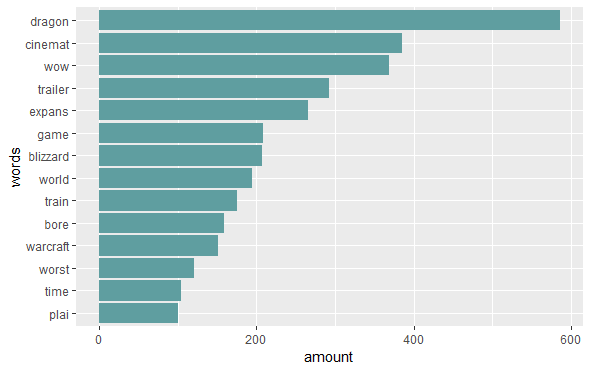 dragon
cinemat
wow
trailer
expans
game
blizzard
world
train
bore
warcraft
worst
time
plai
words
0 200 400 600
amount